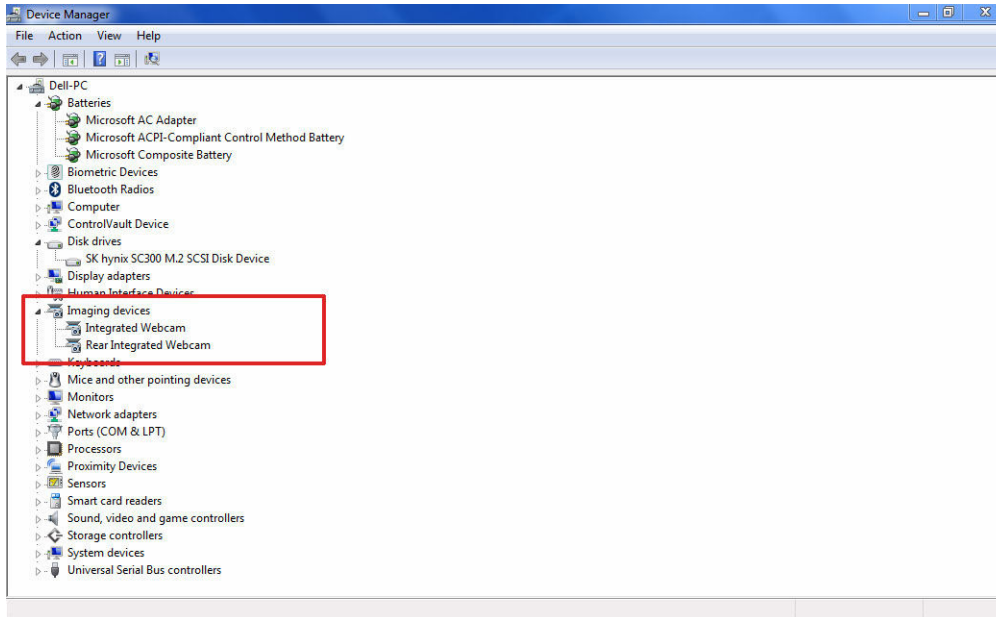 Device Manager
File Action View Help
Dell-PC
Batteries
Microsoft AC Adapter
Microsoft ACPI-Compliant Control Method Battery
Microsoft Composite Battery
Biometric Devices
Bluetooth Radios
Computer
ControlVault Device
Disk drives
SK hynix SC300 M.2 SCSI Disk Device
Display adapters
Human Interface Devices
Imaging devices
Integrated Webcam
Rear Integrated Webcam
Keyboards
Mice and other pointing devices
Monitors
Network adapters
Ports (COM & LPT)
Processors
Proximity Devices
Sensors
Smart card readers
Sound, video and game controllers
Storage controllers
System devices
Universal Serial Bus controllers